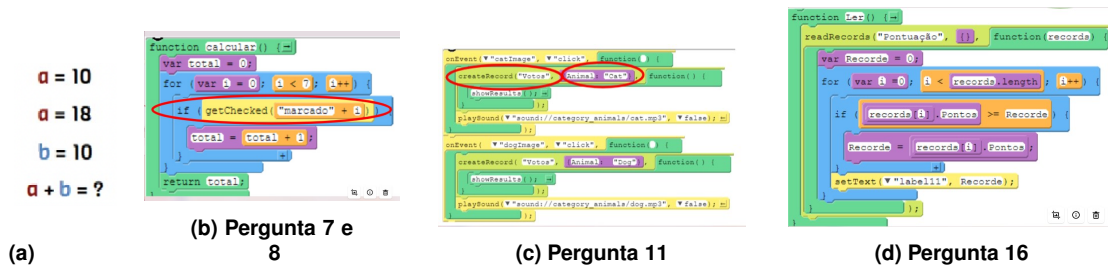 a = 10
a = 18
b = 10
a + b = ?
(a)
function calcular() {
var total = 0;
for ( var i = 0; i < 7; i++ ) {
if ( getChecked( "marcado" + i ) ) {
total = total + i;
}
}
return total;
(b) Pergunta 7 e
8
onEvent( ▼"catImage", ▼"click", function( ) {
createRecord("Votos", {Animal: "Cat"}, function() {
showResults();
});
playSound( ▼"sound://category_animals/cat.mp3", ▼false);
});
onEvent( ▼"dogImage", ▼"click", function( ) {
createRecord( "Votos", {Animal: "Dog"}, function() {
showResults();
});
playSound( ▼"sound://category_animals/dog.mp3", ▼false);
});
(c) Pergunta 11
function Ler() {
readRecords("Pontuação", {}, function(records) {
var Recorde = 0;
for ( var i =0; i < records.length; i++ ) {
if ( records[i].Pontos >= Recorde ) {
Recorde = records[i].Pontos;
}
}
setText( ▼"label11", Recorde);
});
}
(d) Pergunta 16